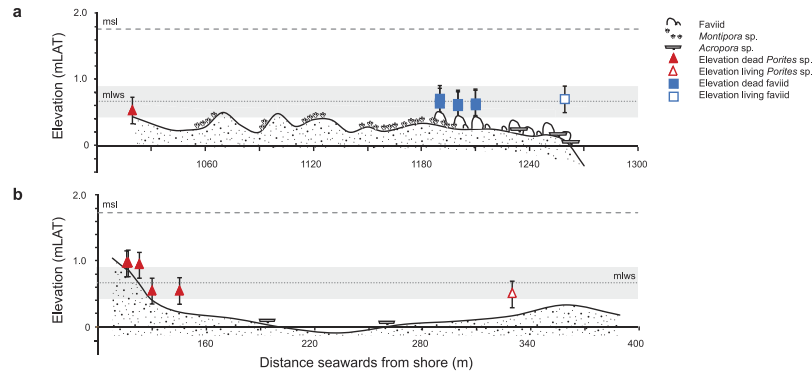 a
2.0
msl
Elevation (mLAT)
1.0
mlws
0
1060
1120
1180
1240
1300
Faviid
Montipora sp.
Acropora sp.
Elevation dead Porites sp.
Elevation living Porites sp.
Elevation dead faviid
Elevation living faviid
b
2.0
msl
Elevation (mLAT)
1.0
mlws
0
160
220
280
340
400
Distance seawards from shore (m)